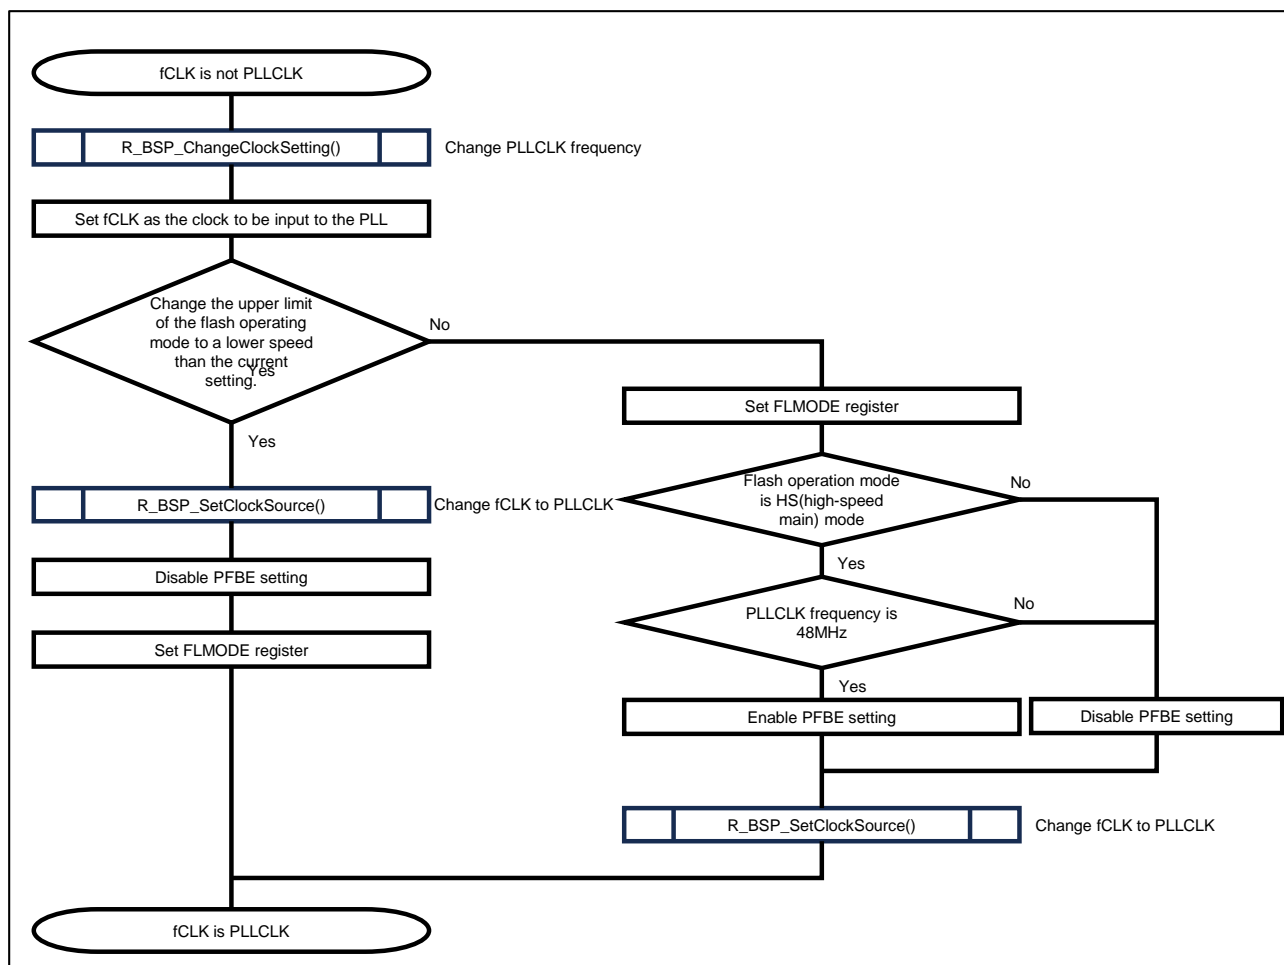 fCLK is not PLLCLK
R_BSP_ChangeClockSetting()
Change PLLCLK frequency
Set fCLK as the clock to be input to the PLL
Change the upper limit
of the flash operating
mode to a lower speed
than the current
setting.
Yes
No
Yes
R_BSP_SetClockSource()
Change fCLK to PLLCLK
Disable PFBE setting
Set FLMODE register
Set FLMODE register
Flash operation mode
is HS(high-speed
main) mode
No
Yes
PLLCLK frequency is
48MHz
No
Yes
Enable PFBE setting
Disable PFBE setting
R_BSP_SetClockSource()
Change fCLK to PLLCLK
fCLK is PLLCLK